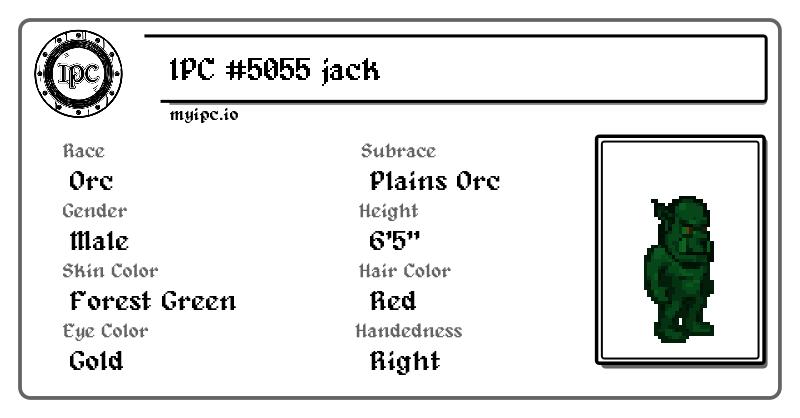 IPC
IPC #5055 jack
myipc.io
Race
Orc
Subrace
Plains Orc
Gender
Male
Height
6'5"
Skin Color
Forest Green
Hair Color
Red
Eye Color
Gold
Handedness
Right